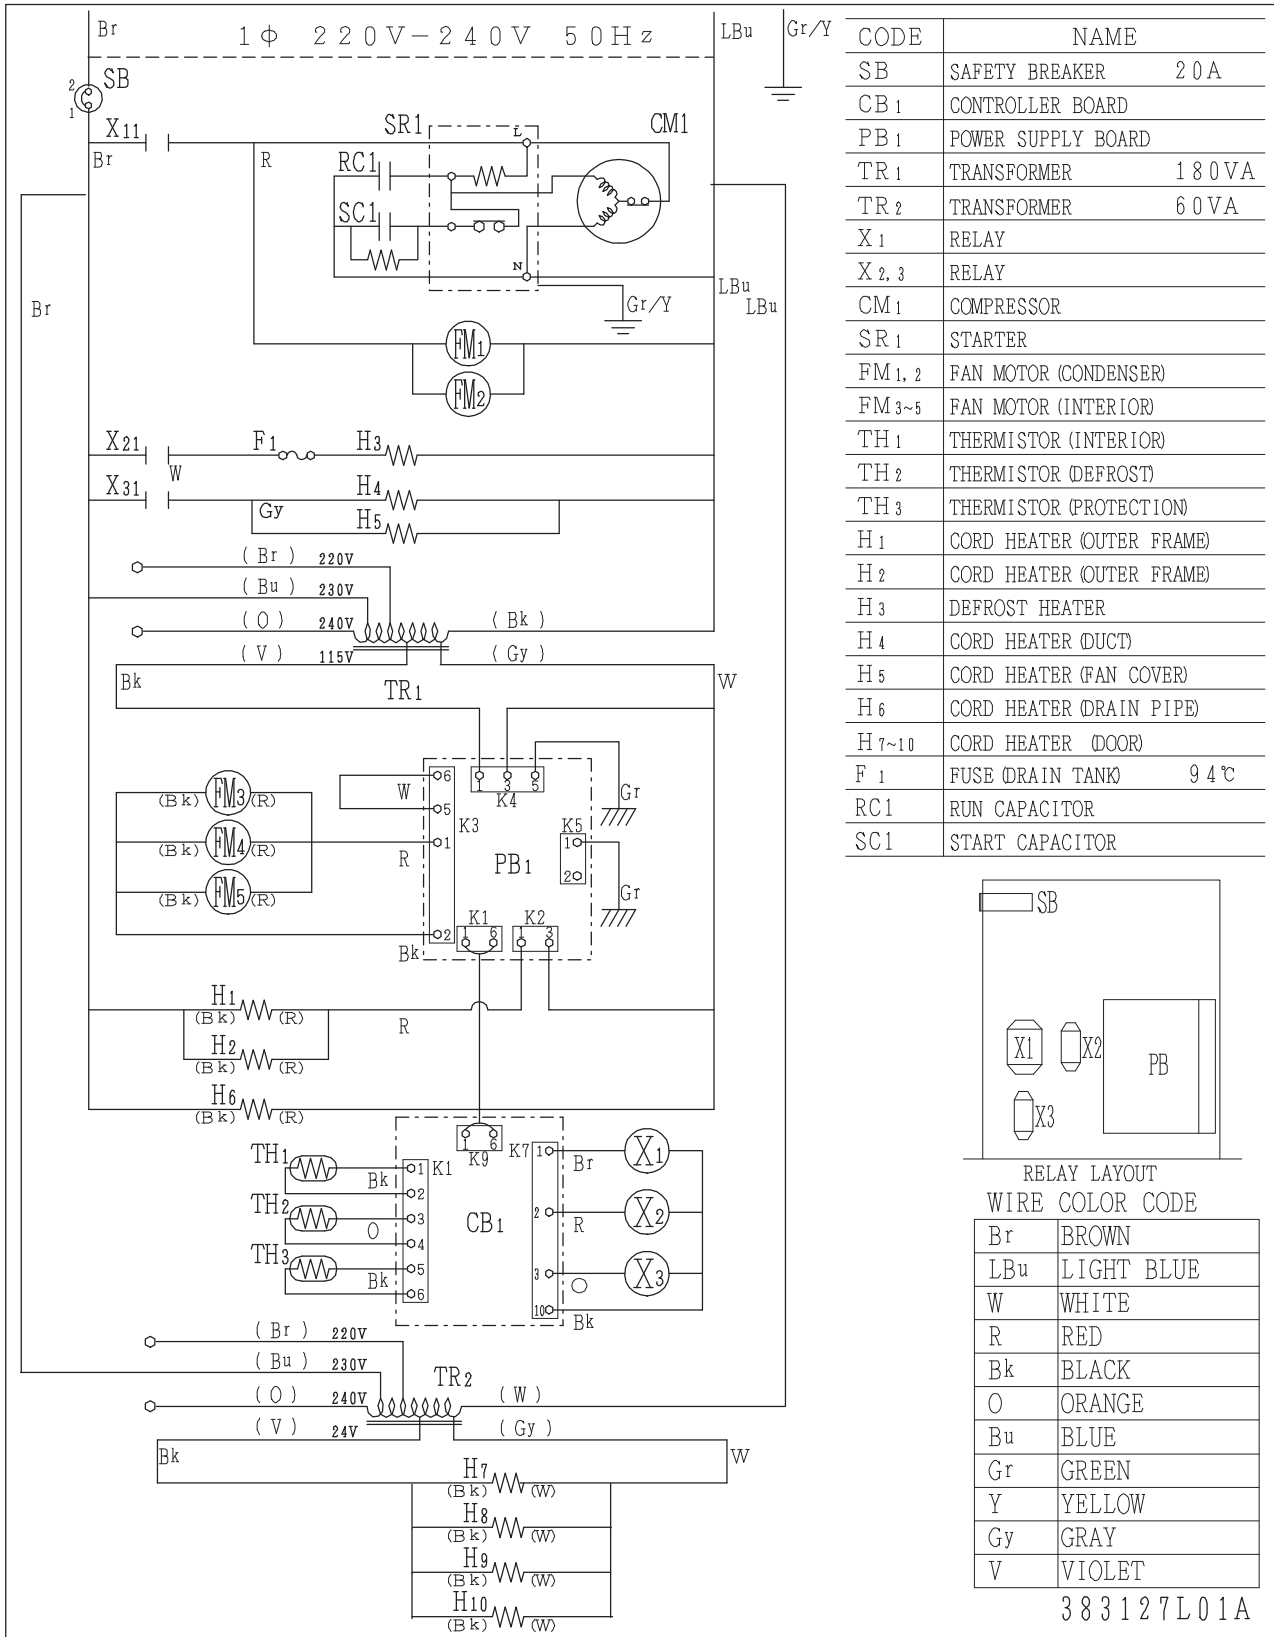 Br
1Φ 220V-240V 50Hz
LBu
Gr/Y
2
SB
1
X11
Br
R
SR1
L
CM1
RC1
SC1
N
LBu
LBu
Gr/Y
Br
FM1
FM2
X21
W
F1
H3
X31
Gy
H4
H5
( Br ) 220V
( Bu ) 230V
( O ) 240V ( Bk )
( V ) 115V ( Gy )
Bk
TR1
W
6
W
5
K3
1
R
2
Bk
1 3 5
K4
Gr
K5
1
2
Gr
PB1
K1
1 6
K2
1 3
(Bk) FM3 (R)
(Bk) FM4 (R)
(Bk) FM5 (R)
H1
(Bk) (R)
R
H2
(Bk) (R)
H6
(Bk) (R)
TH1
Bk
TH2
O
TH3
Bk
1 K1
2
3
4
5
6
1 6
K9
K7
CB1
1
Br
X1
2
R
X2
3
O
X3
10
Bk
( Br ) 220V
( Bu ) 230V
TR2
( O ) 240V ( W )
( V ) 24V ( Gy )
Bk
W
H7
(Bk) (W)
H8
(Bk) (W)
H9
(Bk) (W)
H10
(Bk) (W)
CODE NAME
SB SAFETY BREAKER 20A
CB1 CONTROLLER BOARD
PB1 POWER SUPPLY BOARD
TR1 TRANSFORMER 180VA
TR2 TRANSFORMER 60VA
X1 RELAY
X2,3 RELAY
CM1 COMPRESSOR
SR1 STARTER
FM1,2 FAN MOTOR (CONDENSER)
FM3~5 FAN MOTOR (INTERIOR)
TH1 THERMISTOR (INTERIOR)
TH2 THERMISTOR (DEFROST)
TH3 THERMISTOR (PROTECTION)
H1 CORD HEATER (OUTER FRAME)
H2 CORD HEATER (OUTER FRAME)
H3 DEFROST HEATER
H4 CORD HEATER (DUCT)
H5 CORD HEATER (FAN COVER)
H6 CORD HEATER (DRAIN PIPE)
H7~10 CORD HEATER (DOOR)
F1 FUSE (DRAIN TANK) 94℃
RC1 RUN CAPACITOR
SC1 START CAPACITOR
SB
X1
X2
X3
PB
RELAY LAYOUT
WIRE COLOR CODE
Br BROWN
LBu LIGHT BLUE
W WHITE
R RED
Bk BLACK
O ORANGE
Bu BLUE
Gr GREEN
Y YELLOW
Gy GRAY
V VIOLET
383127L01A